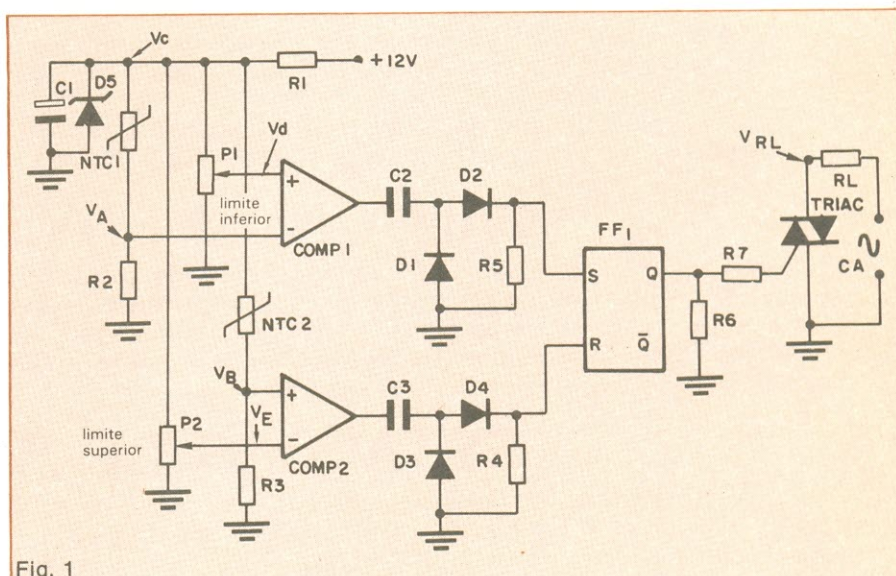 Vc
+12V
C1
D5
R1
NTC1
P1
Vd
limite
inferior
+
-
COMP1
C2
D2
D1
R5
VA
R2
NTC2
FF1
S
Q
R
Q̅
R7
R6
VRL
RL
TRIAC
CA
VB
VE
P2
limite
superior
+
-
COMP2
C3
D4
D3
R4
R3
Fig. 1